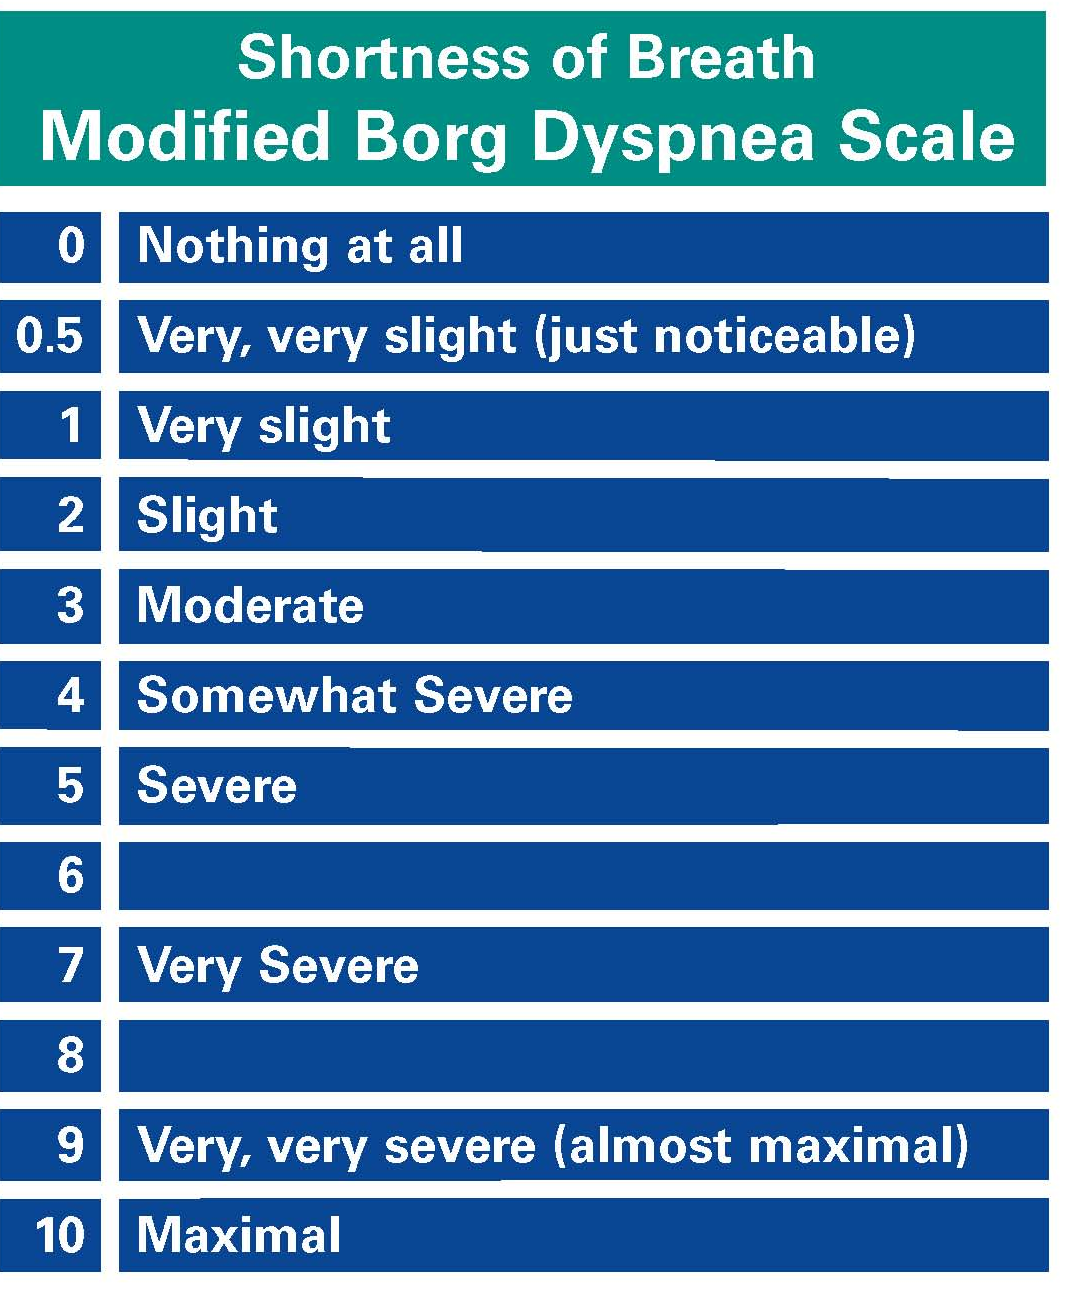 Shortness of Breath
Modified Borg Dyspnea Scale
0 Nothing at all
0.5 Very, very slight (just noticeable)
1 Very slight
2 Slight
3 Moderate
4 Somewhat Severe
5 Severe
6
7 Very Severe
8
9 Very, very severe (almost maximal)
10 Maximal